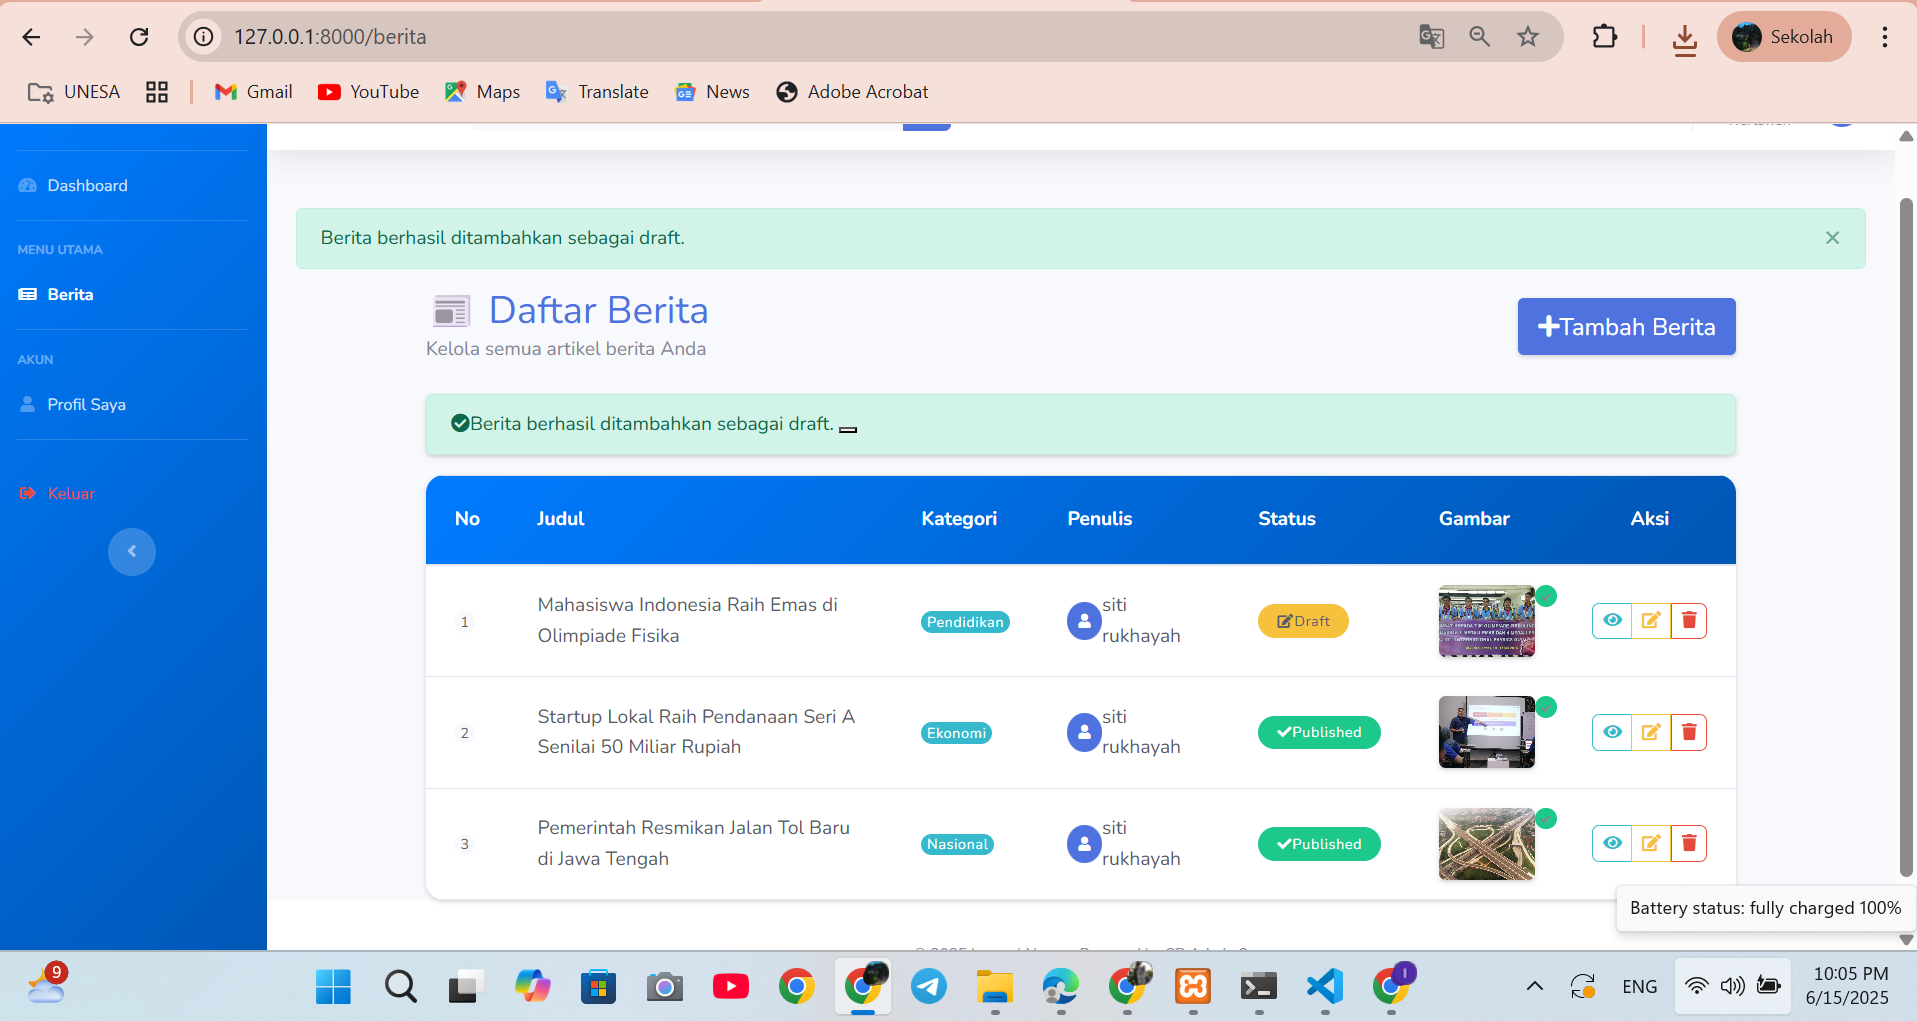 127.0.0.1:8000/berita
Sekolah
UNESA
Gmail
YouTube
Maps
Translate
News
Adobe Acrobat
Dashboard
MENU UTAMA
Berita
AKUN
Profil Saya
Keluar
Berita berhasil ditambahkan sebagai draft.
Daftar Berita
Kelola semua artikel berita Anda
Tambah Berita
Berita berhasil ditambahkan sebagai draft.
No Judul Kategori Penulis Status Gambar Aksi
1 Mahasiswa Indonesia Raih Emas di
Olimpiade Fisika
Pendidikan
siti
rukhayah
Draft
2 Startup Lokal Raih Pendanaan Seri A
Senilai 50 Miliar Rupiah
Ekonomi
siti
rukhayah
Published
3 Pemerintah Resmikan Jalan Tol Baru
di Jawa Tengah
Nasional
siti
rukhayah
Published
Battery status: fully charged 100%
9
ENG
10:05 PM
6/15/2025